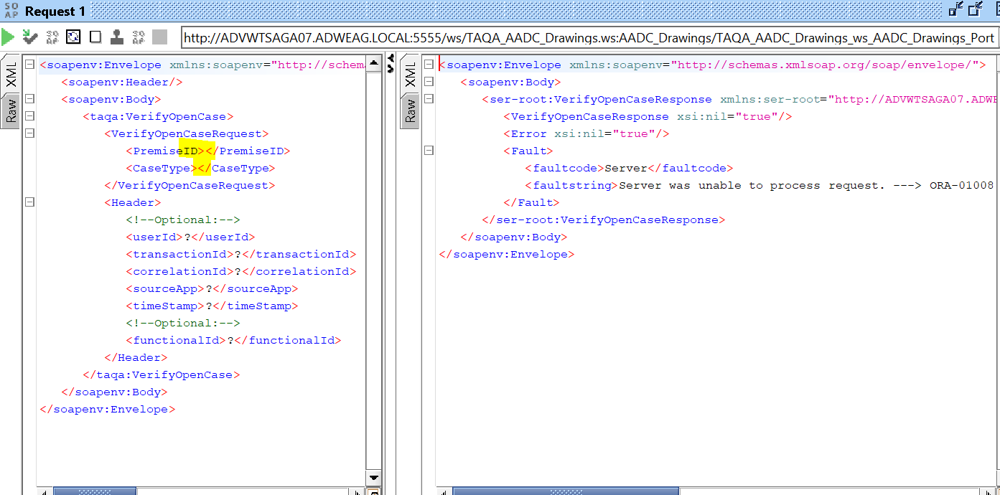 SO
AP
Request 1
http://ADVWTSAGA07.ADWEAG.LOCAL:5555/ws/TAQA_AADC_Drawings.ws:AADC_Drawings/TAQA_AADC_Drawings_ws_AADC_Drawings_Port
XML
Raw
<soapenv:Envelope xmlns:soapenv="http://schema
<soapenv:Header/>
<soapenv:Body>
<taqa:VerifyOpenCase>
<VerifyOpenCaseRequest>
<PremiseID></PremiseID>
<CaseType></CaseType>
</VerifyOpenCaseRequest>
<Header>
<!--Optional:-->
<userId>?</userId>
<transactionId>?</transactionId>
<correlationId>?</correlationId>
<sourceApp>?</sourceApp>
<timeStamp>?</timeStamp>
<!--Optional:-->
<functionalId>?</functionalId>
</Header>
</taqa:VerifyOpenCase>
</soapenv:Body>
</soapenv:Envelope>
XML
Raw
<soapenv:Envelope xmlns:soapenv="http://schemas.xmlsoap.org/soap/envelope/">
<soapenv:Body>
<ser-root:VerifyOpenCaseResponse xmlns:ser-root="http://ADVWTSAGA07.ADWE
<VerifyOpenCaseResponse xsi:nil="true"/>
<Error xsi:nil="true"/>
<Fault>
<faultcode>Server</faultcode>
<faultstring>Server was unable to process request. ---> ORA-01008
</Fault>
</ser-root:VerifyOpenCaseResponse>
</soapenv:Body>
</soapenv:Envelope>